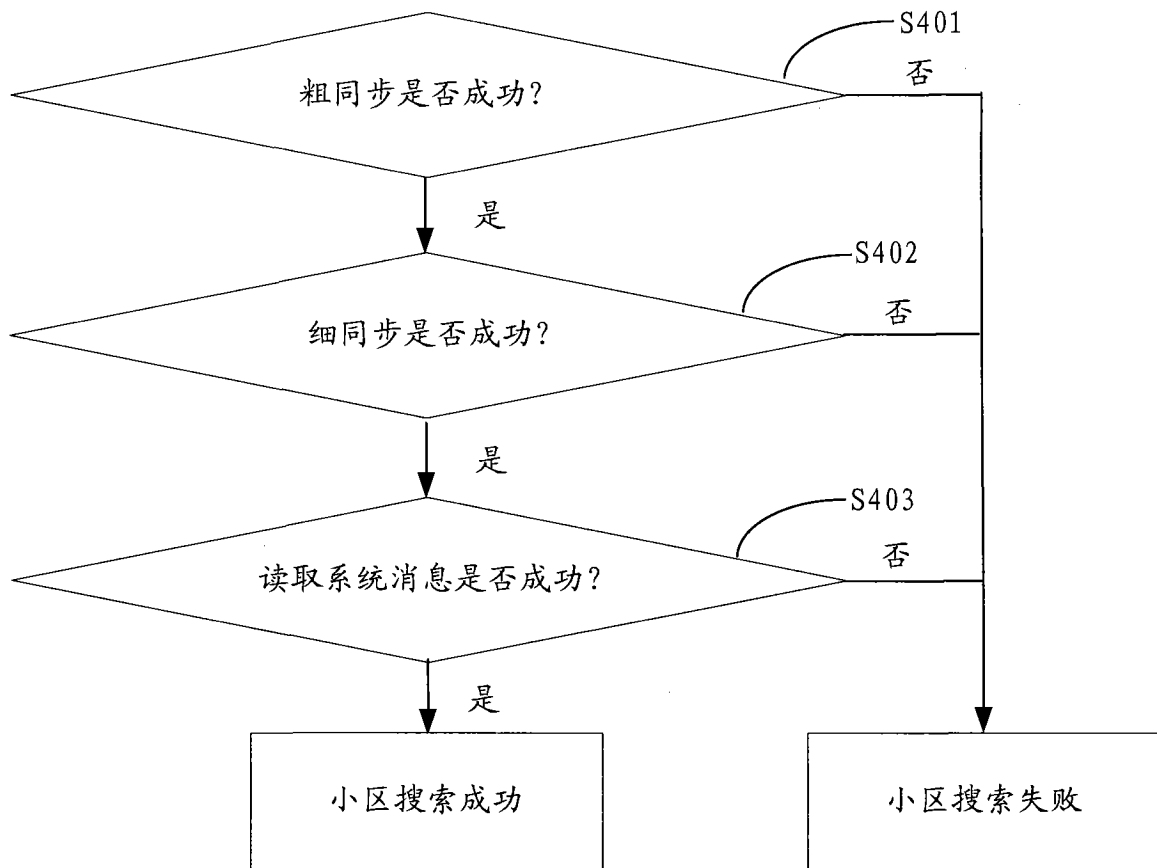 S401
粗同步是否成功？
否
是
S402
细同步是否成功？
否
是
S403
读取系统消息是否成功？
否
是
小区搜索成功
小区搜索失败